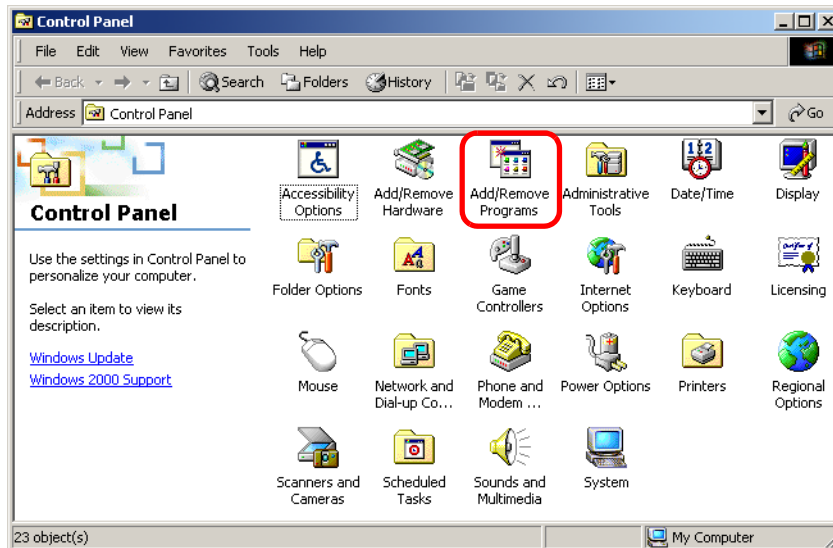 Control Panel
File Edit View Favorites Tools Help
Back Search Folders History
Address Control Panel Go
Control Panel
Use the settings in Control Panel to
personalize your computer.
Select an item to view its
description.
Windows Update
Windows 2000 Support
Accessibility
Options
Add/Remove
Hardware
Add/Remove
Programs
Administrative
Tools
Date/Time
Display
Folder Options
Fonts
Game
Controllers
Internet
Options
Keyboard
Licensing
Mouse
Network and
Dial-up Co...
Phone and
Modem ...
Power Options
Printers
Regional
Options
Scanners and
Cameras
Scheduled
Tasks
Sounds and
Multimedia
System
23 object(s) My Computer